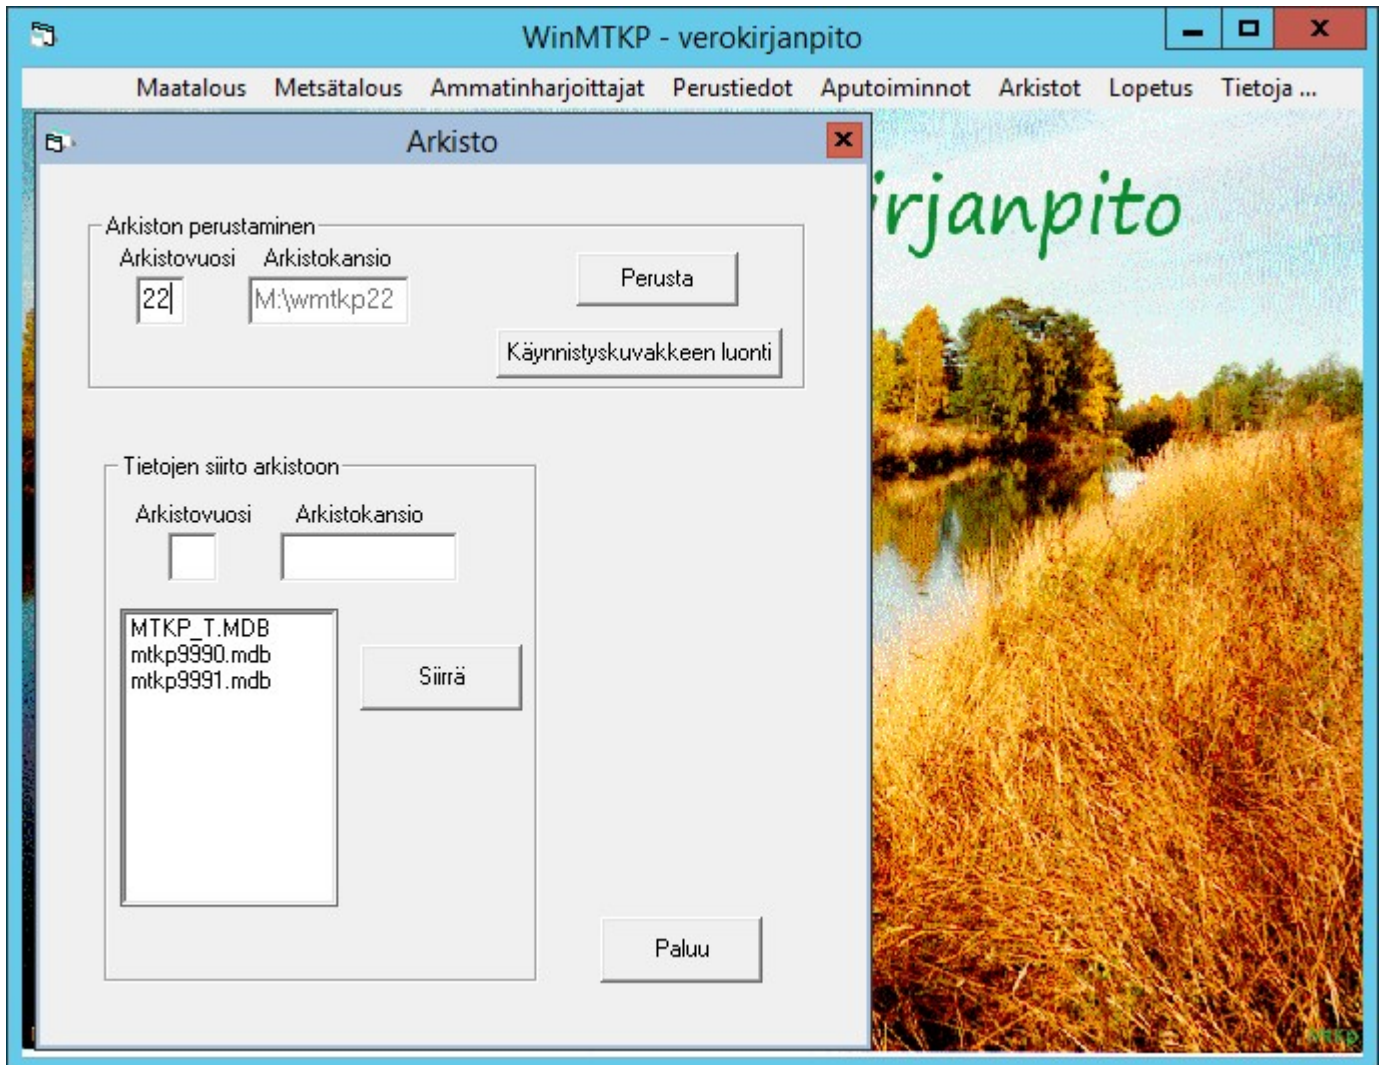 WinMTKP - verokirjanpito
Maatalous Metsätalous Ammatinharjoittajat Perustiedot Aputoiminnot Arkistot Lopetus Tietoja ...
Arkisto
irjanpito
Arkiston perustaminen
Arkistovuosi Arkistokansio
22 M:\wmtkp22
Perusta
Käynnistyskuvakkeen luonti
Tietojen siirto arkistoon
Arkistovuosi Arkistokansio
MTKP_T.MDB
mtkp9990.mdb
mtkp9991.mdb
Siirrä
Paluu